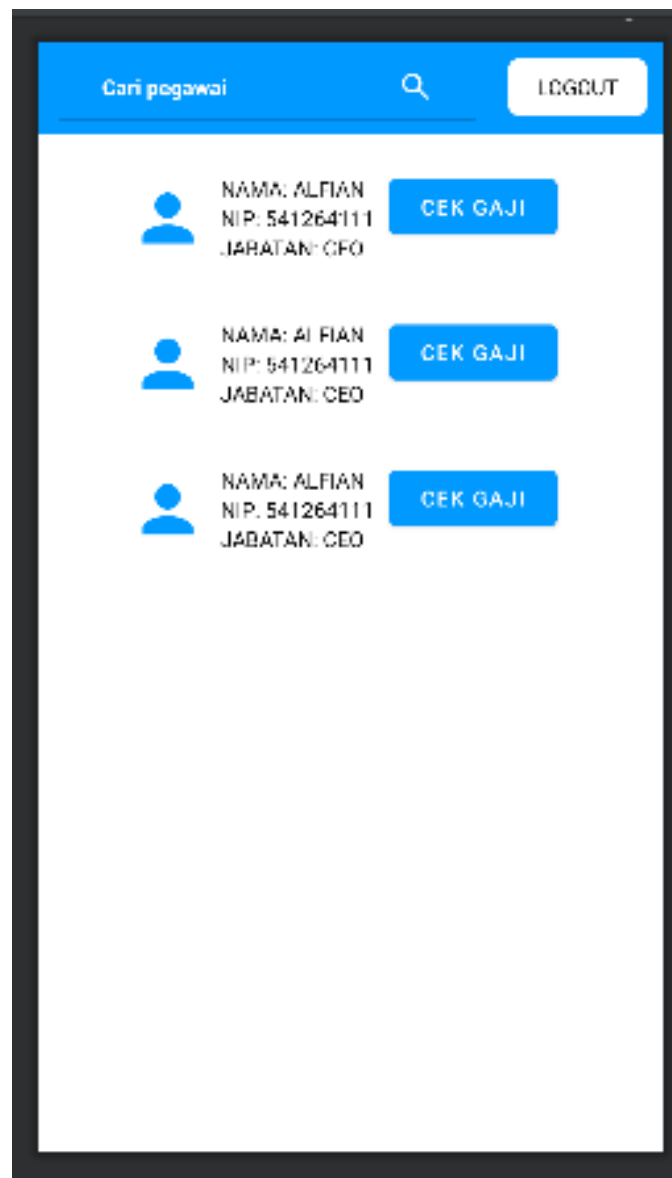 Cari pegawai
LOGOUT
NAMA: ALFIAN
NIP: 541264111
JABATAN: CEO
CEK GAJI
NAMA: ALFIAN
NIP: 541264111
JABATAN: CEO
CEK GAJI
NAMA: ALFIAN
NIP: 541264111
JABATAN: CEO
CEK GAJI